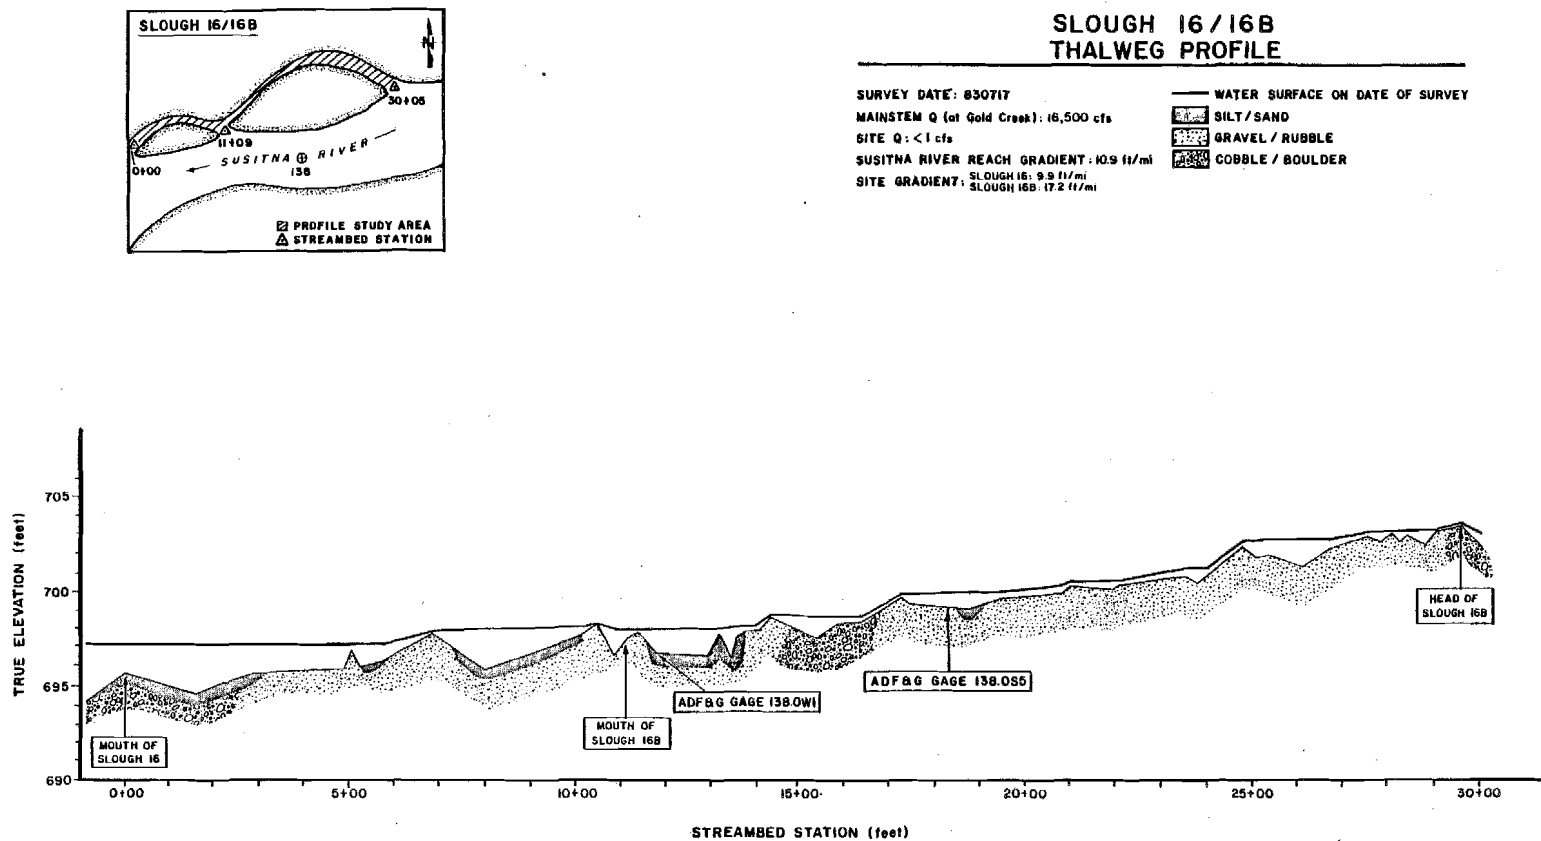 SLOUGH 16/16B
N
30+05
11+09
0+00
SUSITNA RIVER
138
PROFILE STUDY AREA
STREAMBED STATION
SLOUGH 16/16B
THALWEG PROFILE
SURVEY DATE: 830717
MAINSTEM Q (at Gold Creek): 16,500 cfs
SITE Q: <1 cfs
SUSITNA RIVER REACH GRADIENT: 10.9 ft/mi
SITE GRADIENT: SLOUGH 16: 9.9 ft/mi
SLOUGH 16B: 17.2 ft/mi
WATER SURFACE ON DATE OF SURVEY
SILT/SAND
GRAVEL/RUBBLE
COBBLE/BOULDER
TRUE ELEVATION (feet)
705
700
695
690
MOUTH OF
SLOUGH 16
MOUTH OF
SLOUGH 16B
ADF&G GAGE 138.0W1
ADF&G GAGE 138.0S5
HEAD OF
SLOUGH 16B
0+00
5+00
10+00
15+00
20+00
25+00
30+00
STREAMBED STATION (feet)